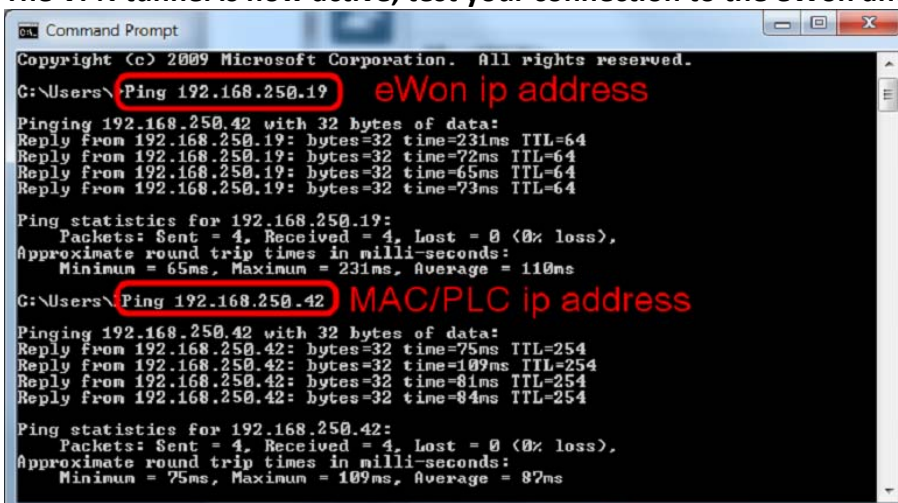 The VPN tunnel is now active, test your connection to the eWon an
Command Prompt
Copyright (c) 2009 Microsoft Corporation. All rights reserved.
C:\Users\ Ping 192.168.250.19 eWon ip address
Pinging 192.168.250.42 with 32 bytes of data:
Reply from 192.168.250.19: bytes=32 time=231ms TTL=64
Reply from 192.168.250.19: bytes=32 time=72ms TTL=64
Reply from 192.168.250.19: bytes=32 time=65ms TTL=64
Reply from 192.168.250.19: bytes=32 time=73ms TTL=64
Ping statistics for 192.168.250.19:
Packets: Sent = 4, Received = 4, Lost = 0 (0% loss),
Approximate round trip times in milli-seconds:
Minimum = 65ms, Maximum = 231ms, Average = 110ms
C:\Users\ Ping 192.168.250.42 MAC/PLC ip address
Pinging 192.168.250.42 with 32 bytes of data:
Reply from 192.168.250.42: bytes=32 time=75ms TTL=254
Reply from 192.168.250.42: bytes=32 time=109ms TTL=254
Reply from 192.168.250.42: bytes=32 time=81ms TTL=254
Reply from 192.168.250.42: bytes=32 time=84ms TTL=254
Ping statistics for 192.168.250.42:
Packets: Sent = 4, Received = 4, Lost = 0 (0% loss),
Approximate round trip times in milli-seconds:
Minimum = 75ms, Maximum = 109ms, Average = 87ms